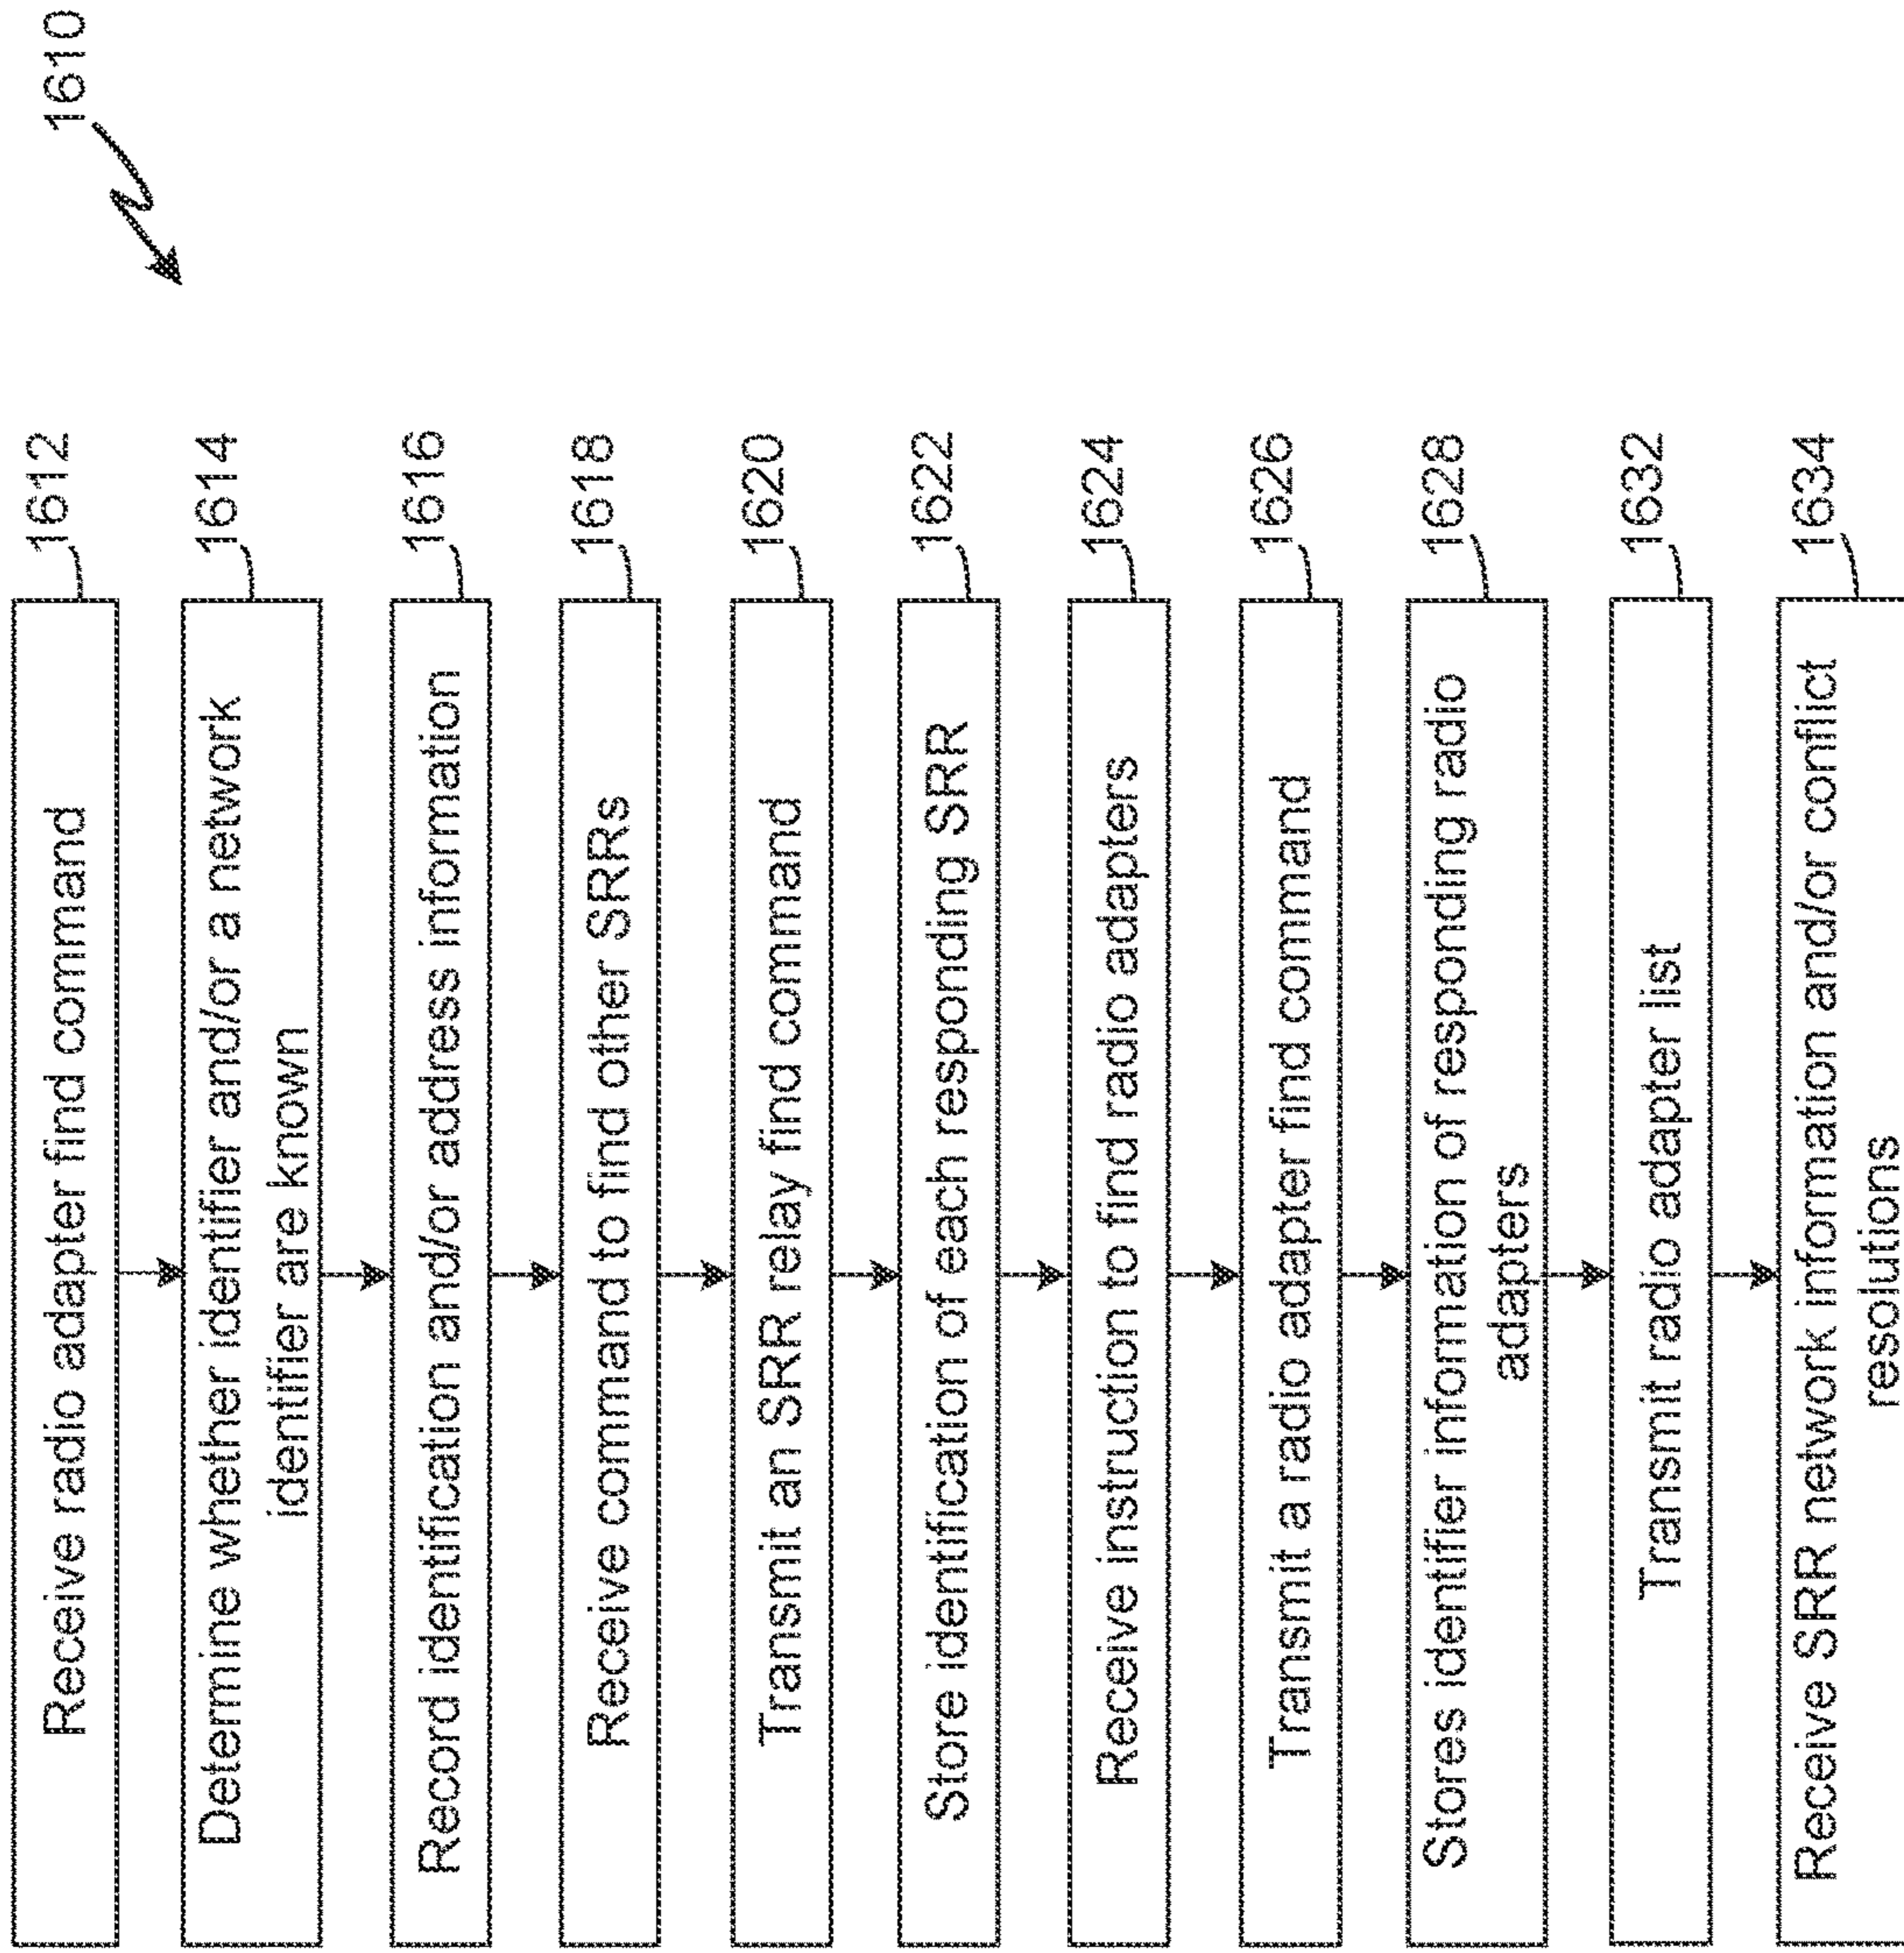 1610
Receive radio adapter find command
1612
Determine whether identifier and/or a network
identifier are known
1614
Record identification and/or address information
1616
Receive command and to find other SRRs
1618
Transmit an SRR relay find command
1620
Store identification of each responding SRR
1622
Receive instruction to find radio adapters
1624
Transmit a radio adapter find command
1626
Stores identifier information of responding radio
adapters
1628
Transmit radio adapter list
1632
Receive SRR network information and/or conflict
resolutions
1634